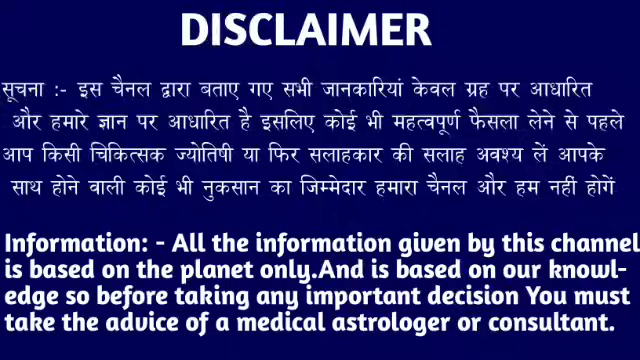 DISCLAIMER
सूचना :- इस चैनल द्वारा बताए गए सभी जानकारियां केवल ग्रह पर आधारित
और हमारे ज्ञान पर आधारित है इसलिए कोई भी महत्वपूर्ण फैसला लेने से पहले
आप किसी चिकित्सक ज्योतिषी या फिर सलाहकार की सलाह अवश्य लें आपके
साथ होने वाली कोई भी नुकसान का जिम्मेदार हमारा चैनल और हम नहीं होगें
Information: - All the information given by this channel
is based on the planet only.And is based on our knowl-
edge so before taking any important decision You must
take the advice of a medical astrologer or consultant.